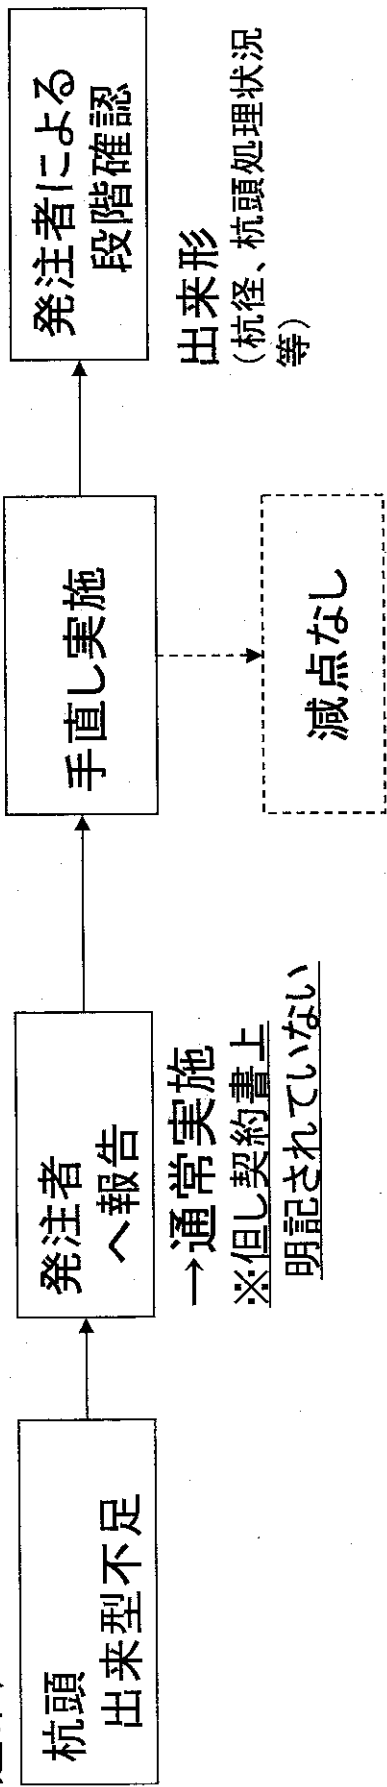 杭頭
出来型不足
発注者
へ報告
→通常実施
※但し契約書上
明記されていない
手直し実施
減点なし
発注者による
段階確認
出来形
(杭径、杭頭処理状況
等)